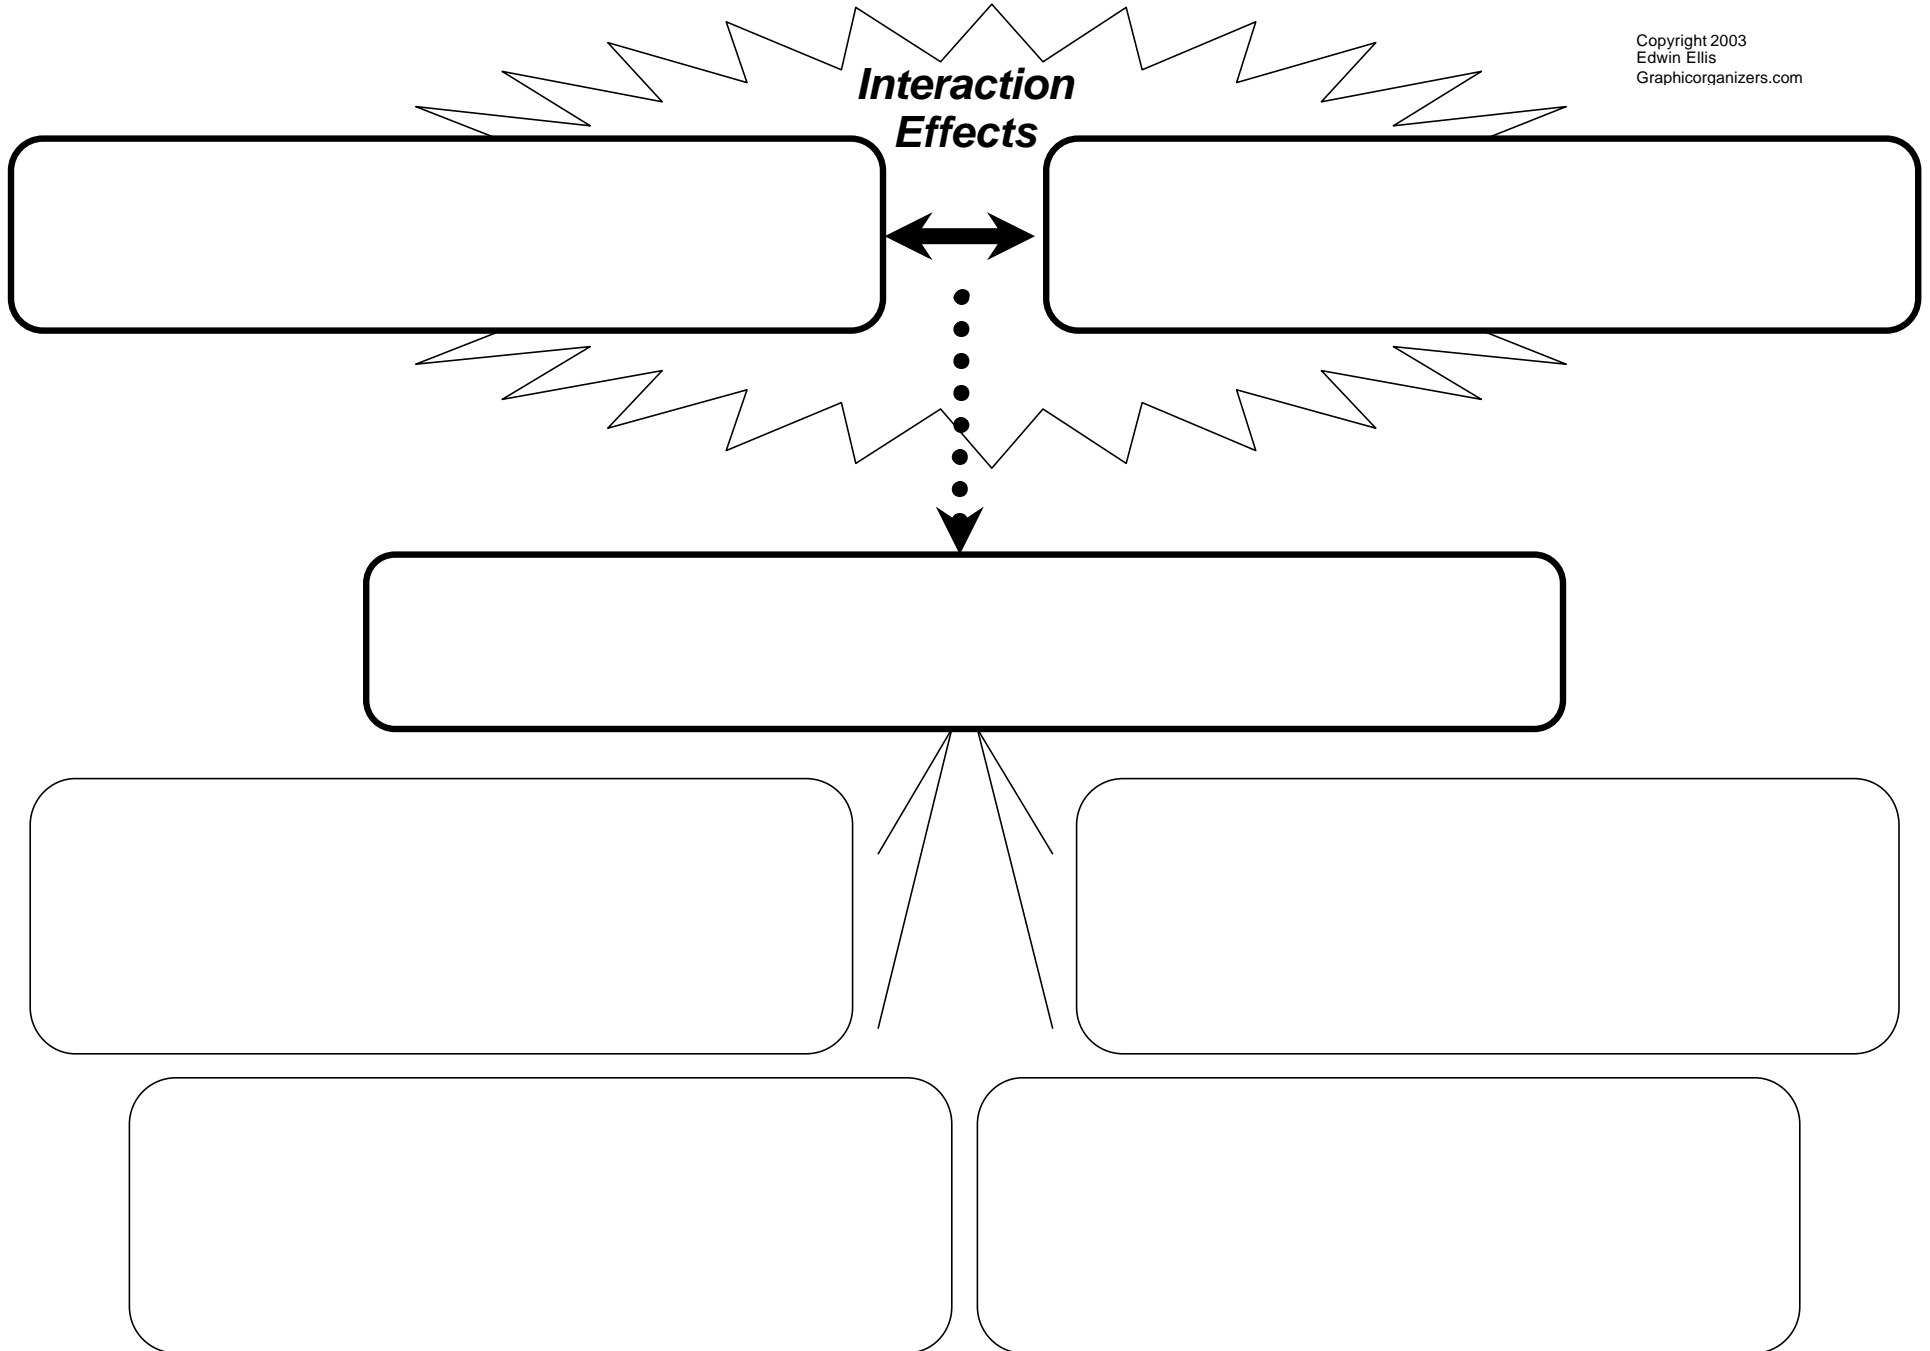 Interaction
Effects
Copyright 2003
Edwin Ellis
Graphicorganizers.com